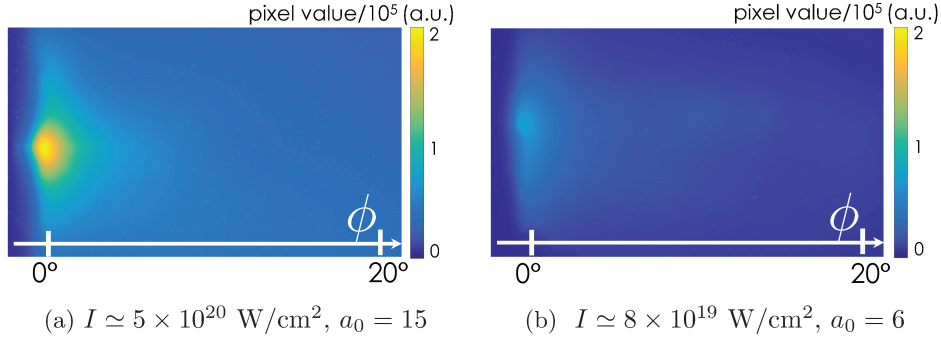 pixel value/10⁵ (a.u.)
2
1
0
ϕ
0°
20°
(a) I ≃ 5 × 10²⁰ W/cm², a₀ = 15
pixel value/10⁵ (a.u.)
2
1
0
ϕ
0°
20°
(b) I ≃ 8 × 10¹⁹ W/cm², a₀ = 6